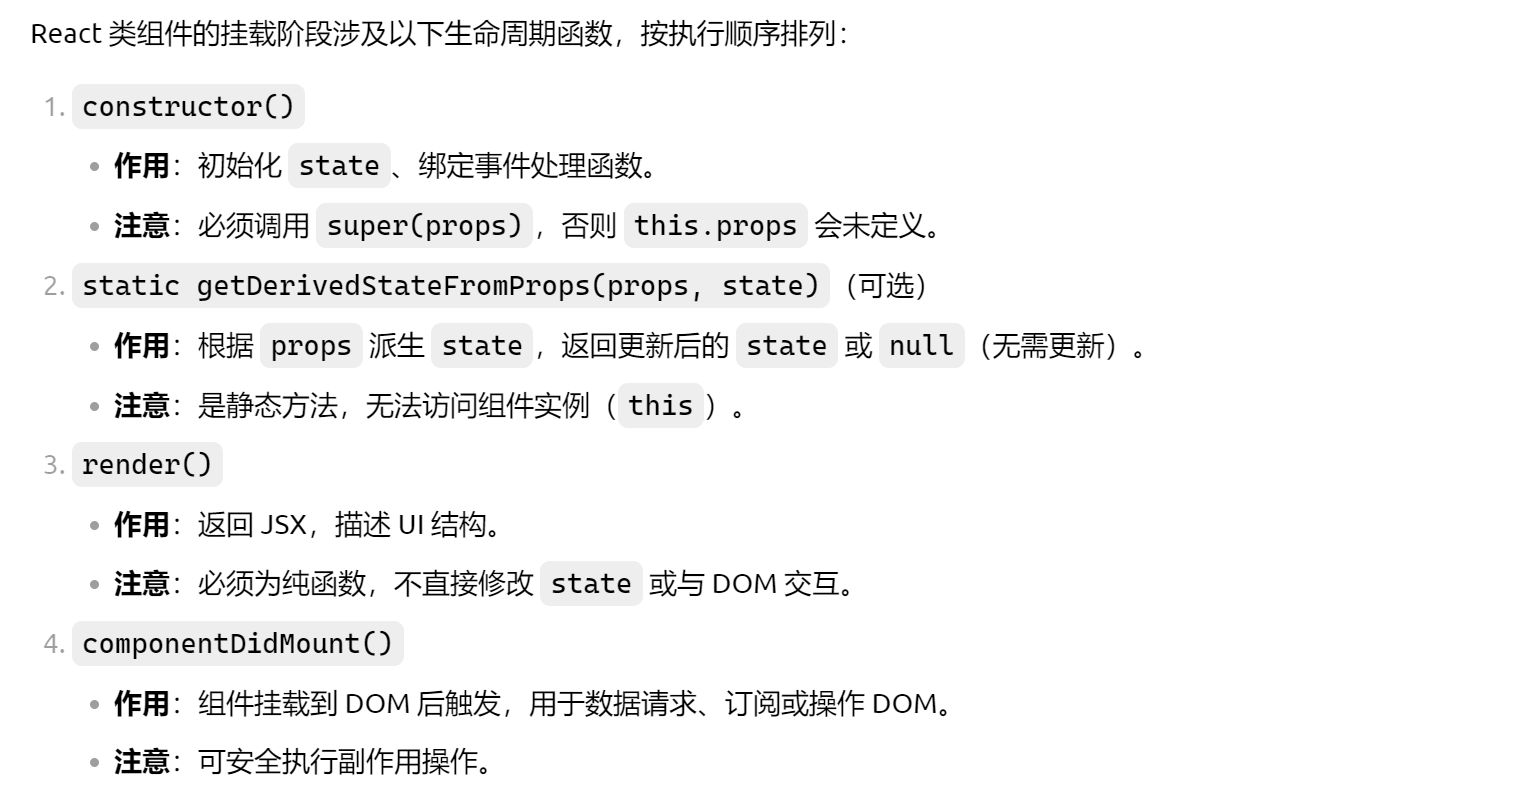 React 类组件的挂载阶段涉及以下生命周期函数，按执行顺序排列：
1. constructor()
• 作用：初始化 state、绑定事件处理函数。
• 注意：必须调用 super(props)，否则 this.props 会未定义。
2. static getDerivedStateFromProps(props, state)（可选）
• 作用：根据 props 派生 state，返回更新后的 state 或 null（无需更新）。
• 注意：是静态方法，无法访问组件实例（this）。
3. render()
• 作用：返回 JSX，描述 UI 结构。
• 注意：必须为纯函数，不直接修改 state 或与 DOM 交互。
4. componentDidMount()
• 作用：组件挂载到 DOM 后触发，用于数据请求、订阅或操作 DOM。
• 注意：可安全执行副作用操作。